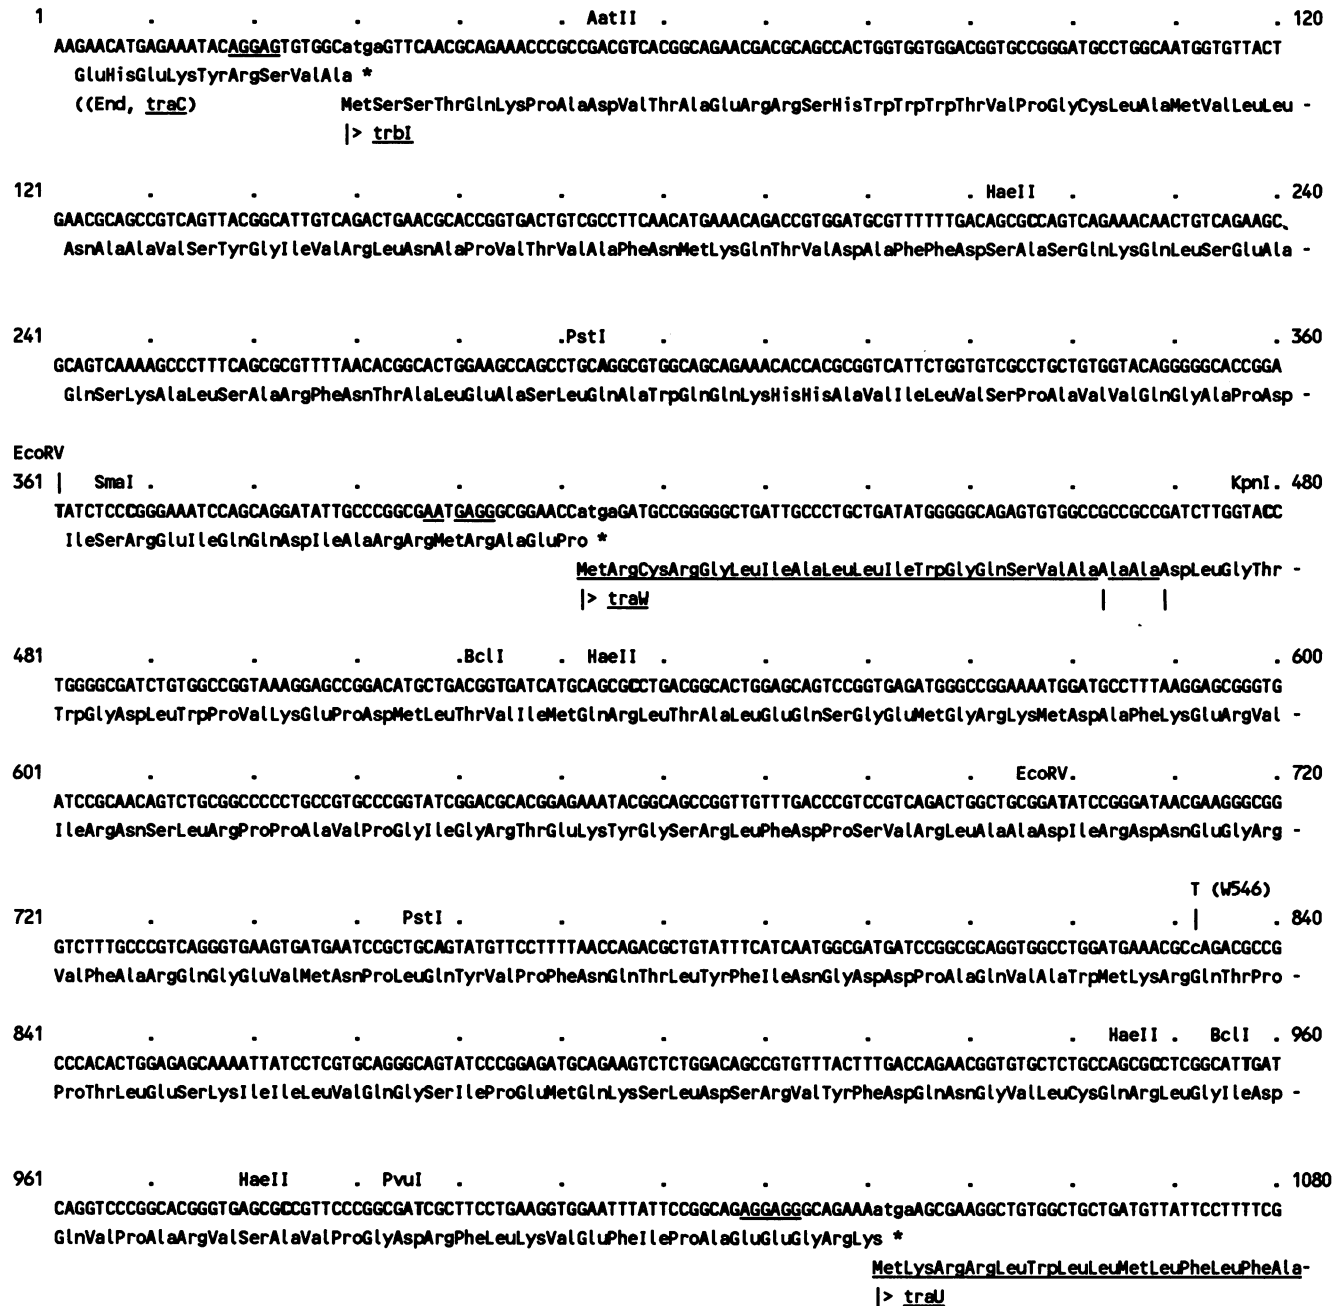 1 . . . . . AatII . . . . . . . 120
AAGAACATGAGAAATACAGGAGTGTGGCatgaGTTCAACGCAGAAACCCGCCGACGTCACGGCAGAACGACGCAGCCACTGGTGGTGGACGGTGCCGGGATGCCTGGCAATGGTGTTACT
GluHisGluLysTyrArgSerValAla *
((End, traC) MetSerSerThrGlnLysProAlaAspValThrAlaGluArgArgSerHisTrpTrpTrpThrValProGlyCysLeuAlaMetValLeuLeu -
|> trbI
121 . . . . . . . . . HaeII . . . 240
GAACGCAGCCGTCAGTTACGGCATTGTCAGACTGAACGCACCGGTGACTGTCGCCTTCAACATGAAACAGACCGTGGATGCGTTTTTTGACAGCGCCAGTCAGAAACAACTGTCAGAAGC
AsnAlaAlaValSerTyrGlyIleValArgLeuAsnAlaProValThrValAlaPheAsnMetLysGlnThrValAspAlaPhePheAspSerAlaSerGlnLysGlnLeuSerGluAla -
241 . . . . .PstI . . . . . . . 360
GCAGTCAAAAGCCCTTTCAGCGCGTTTTAACACGGCACTGGAAGCCAGCCTGCAGGCGTGGCAGCAGAAACACCACGCGGTCATTCTGGTGTCGCCTGCTGTGGTACAGGGGGCACCGGA
GlnSerLysAlaLeuSerAlaArgPheAsnThrAlaLeuGluAlaSerLeuGlnAlaTrpGlnGlnLysHisHisAlaValIleLeuValSerProAlaValValGlnGlyAlaProAsp -
EcoRV
361 | SmaI . . . . . . . . . . . KpnI. 480
TATCTCCCGGGAAATCCAGCAGGATATTGCCCGGCGAATGAGGGCGGAACCatgaGATGCCGGGGGCTGATTGCCCTGCTGATATGGGGGCAGAGTGTGGCCGCCGCCGATCTTGGTACC
IleSerArgGluIleGlnGlnAspIleAlaArgArgMetArgAlaGluPro *
MetArgCysArgGlyLeuIleAlaLeuLeuIleTrpGlyGlnSerValAlaAlaAlaAspLeuGlyThr -
|> traW | |
481 . . . .BclI . HaeII . . . . . . . 600
TGGGGCGATCTGTGGCCGGTAAAGGAGCCGGACATGCTGACGGTGATCATGCAGCGCCTGACGGCACTGGAGCAGTCCGGTGAGATGGGCCGGAAAATGGATGCCTTTAAGGAGCGGGTG
TrpGlyAspLeuTrpProValLysGluProAspMetLeuThrValIleMetGlnArgLeuThrAlaLeuGluGlnSerGlyGluMetGlyArgLysMetAspAlaPheLysGluArgVal -
601 . . . . . . . . . EcoRV. . . 720
ATCCGCAACAGTCTGCGGCCCCCTGCCGTGCCCGGTATCGGACGCACGGAGAAATACGGCAGCCGGTTGTTTGACCCGTCCGTCAGACTGGCTGCGGATATCCGGGATAACGAAGGGCGG
IleArgAsnSerLeuArgProProAlaValProGlyIleGlyArgThrGluLysTyrGlySerArgLeuPheAspProSerValArgLeuAlaAlaAspIleArgAspAsnGluGlyArg -
T (W546)
721 . . . PstI . . . . . . . . | . 840
GTCTTTGCCCGTCAGGGTGAAGTGATGAATCCGCTGCAGTATGTTCCTTTTAACCAGACGCTGTATTTCATCAATGGCGATGATCCGGCGCAGGTGGCCTGGATGAAACGCcAGACGCCG
ValPheAlaArgGlnGlyGluValMetAsnProLeuGlnTyrValProPheAsnGlnThrLeuTyrPheIleAsnGlyAspAspProAlaGlnValAlaTrpMetLysArgGlnThrPro -
841 . . . . . . . . . . HaeII . BclI . 960
CCCACACTGGAGAGCAAAATTATCCTCGTGCAGGGCAGTATCCCGGAGATGCAGAAGTCTCTGGACAGCCGTGTTTACTTTGACCAGAACGGTGTGCTCTGCCAGCGCCTCGGCATTGAT
ProThrLeuGluSerLysIleIleLeuValGlnGlySerIleProGluMetGlnLysSerLeuAspSerArgValTyrPheAspGlnAsnGlyValLeuCysGlnArgLeuGlyIleAsp -
961 . HaeII . PvuI . . . . . . . . . 1080
CAGGTCCCGGCACGGGTGAGCGCCGTTCCCGGCGATCGCTTCCTGAAGGTGGAATTTATTCCGGCAGAGGAGGGCAGAAAatgaAGCGAAGGCTGTGGCTGCTGATGTTATTCCTTTTCG
GlnValProAlaArgValSerAlaValProGlyAspArgPheLeuLysValGluPheIleProAlaGluGluGlyArgLys *
MetLysArgArgLeuTrpLeuLeuMetLeuPheLeuPheAla-
|> traU